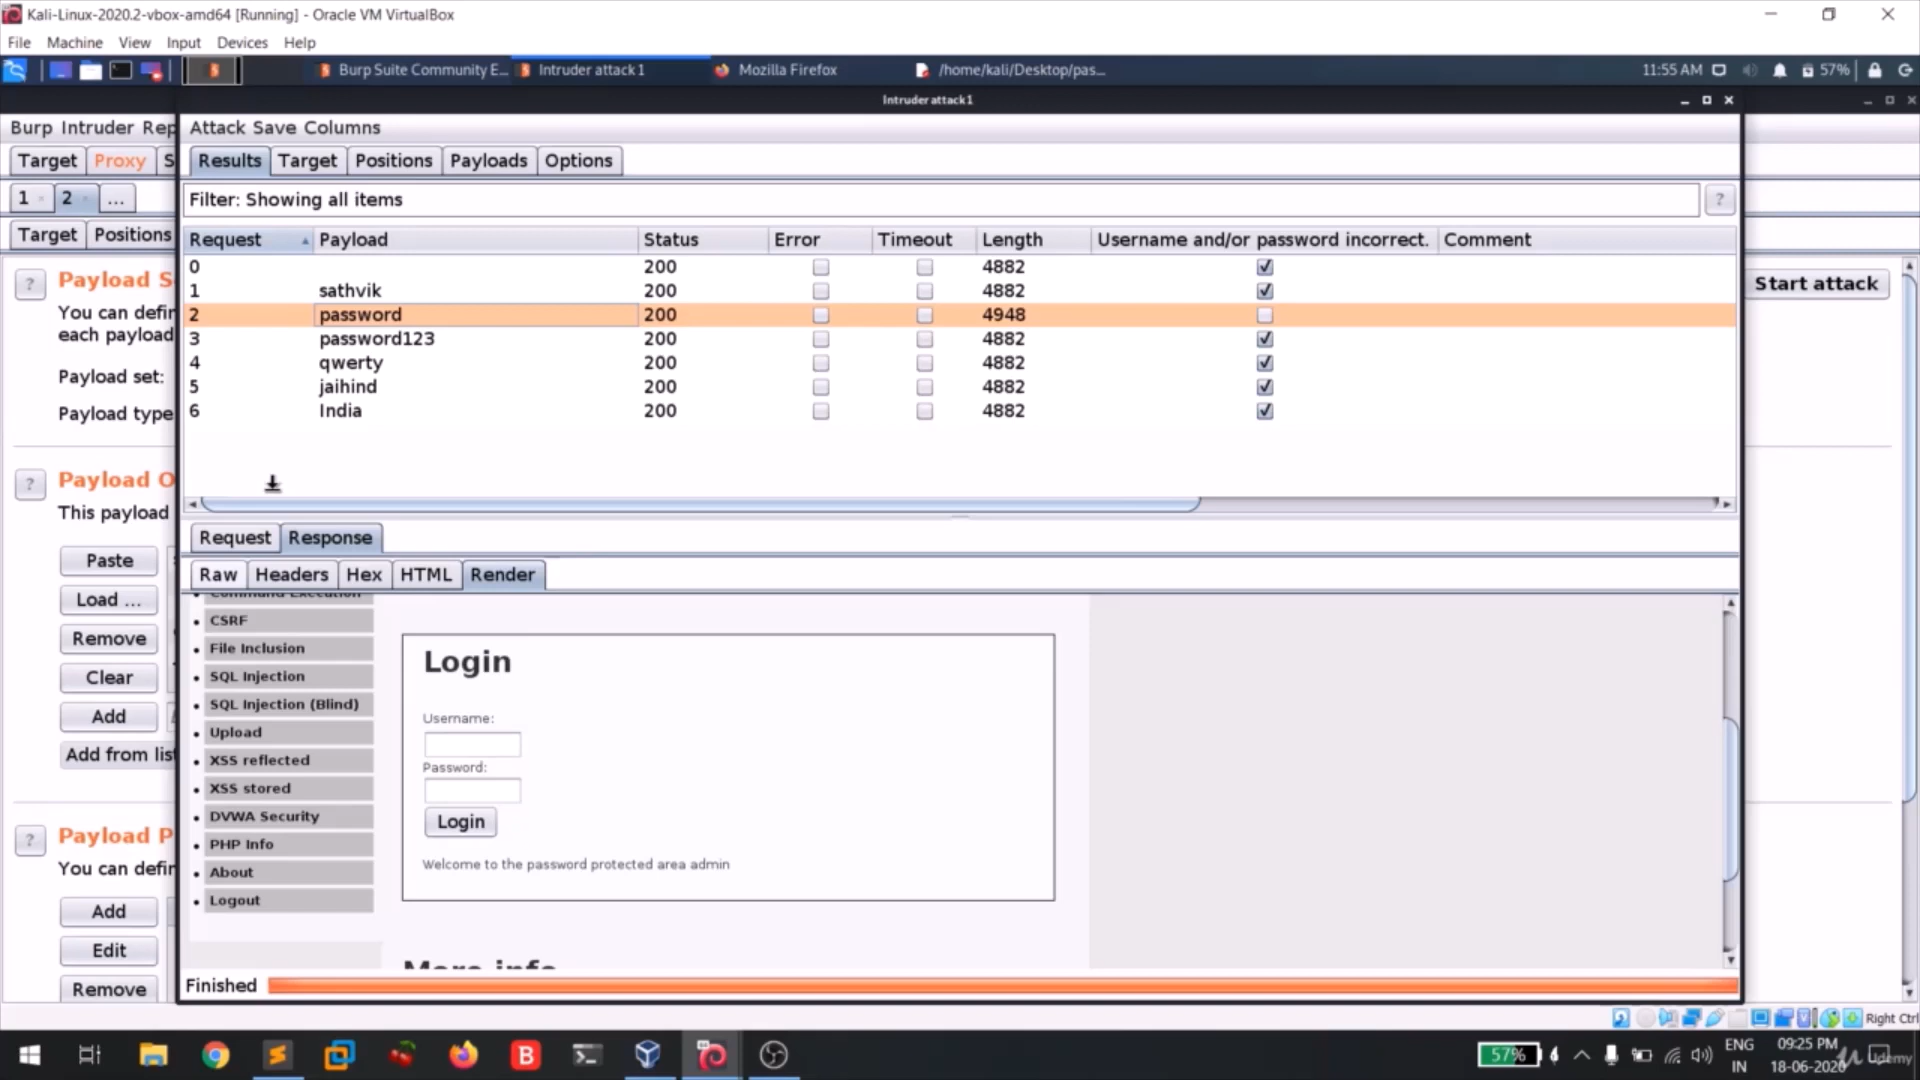 Kali-Linux-2020.2-vbox-amd64 [Running] - Oracle VM VirtualBox
File Machine View Input Devices Help
Burp Suite Community E... Intruder attack 1 Mozilla Firefox /home/kali/Desktop/pas... 11:55 AM 57%
Intruder attack 1
Burp Intruder Rep
Attack Save Columns
Target Proxy S
Results Target Positions Payloads Options
1 2 ...
Filter: Showing all items ?
Target Positions
Request Payload Status Error Timeout Length Username and/or password incorrect. Comment
0 200 4882
1 sathvik 200 4882
2 password 200 4948
3 password123 200 4882
4 qwerty 200 4882
5 jaihind 200 4882
6 India 200 4882
? Payload S
You can defin
each payload
Payload set:
Payload type
Start attack
? Payload O
This payload
Paste
Load ...
Remove
Clear
Add
Add from list
? Payload P
You can defin
Add
Edit
Remove
Request Response
Raw Headers Hex HTML Render
Command Execution
CSRF
File Inclusion
SQL Injection
SQL Injection (Blind)
Upload
XSS reflected
XSS stored
DVWA Security
PHP Info
About
Logout
Login
Username:
Password:
Login
Welcome to the password protected area admin
More info
Finished
Right Ctrl
57% ENG 09:25 PM
IN 18-06-2020
Udemy